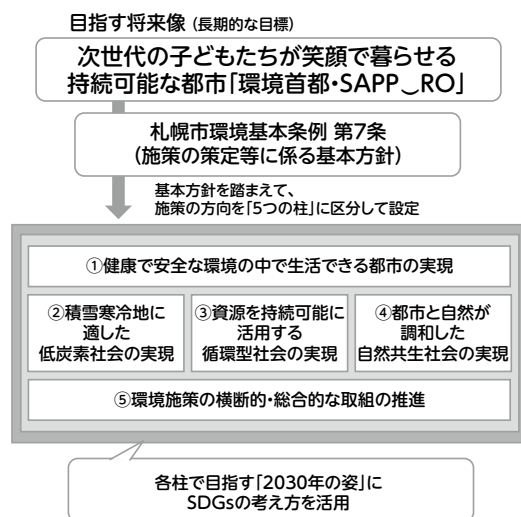 目指す将来像（長期的な目標）
次世代の子どもたちが笑顔で暮らせる
持続可能な都市「環境首都・SAPP‿RO」
札幌市環境基本条例 第7条
(施策の策定等に係る基本方針)
基本方針を踏まえて、
施策の方向を「5つの柱」に区分して設定
①健康で安全な環境の中で生活できる都市の実現
②積雪寒冷地に
適した
低炭素社会の実現
③資源を持続可能に
活用する
循環型社会の実現
④都市と自然が
調和した
自然共生社会の実現
⑤環境施策の横断的・総合的な取組の推進
各柱で目指す「2030年の姿」に
SDGsの考え方を活用